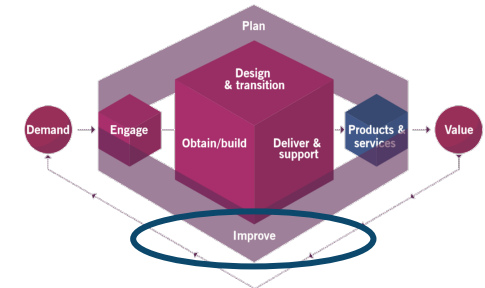 Plan
Design
& transition
Demand
Engage
Obtain/build
Deliver &
support
Products &
services
Value
Improve